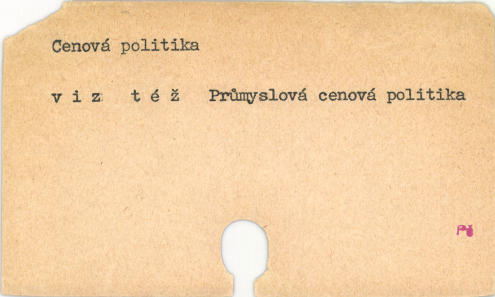 Cenová politika
v i z t é ž Průmyslová cenová politika